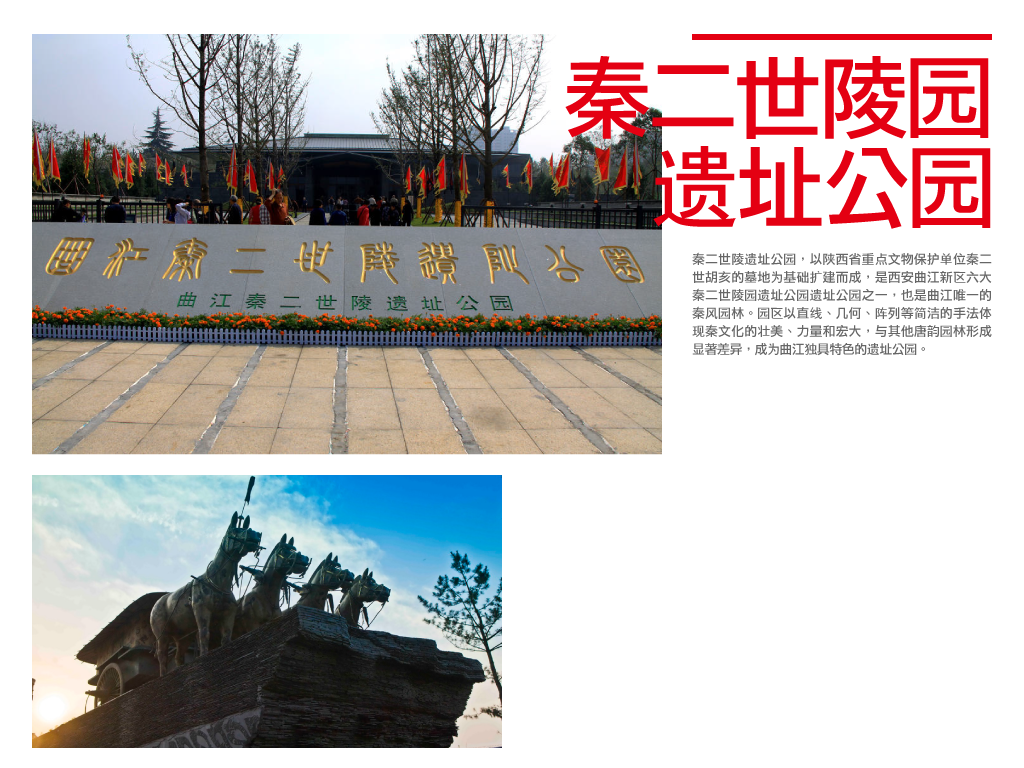 秦二世陵园
遗址公园
曲江秦二世陵遗址公园
曲江秦二世陵遗址公园
秦二世陵遗址公园，以陕西省重点文物保护单位秦二
世胡亥的墓地为基础扩建而成，是西安曲江新区六大
秦二世陵园遗址公园遗址公园之一，也是曲江唯一的
秦风园林。园区以直线、几何、阵列等简洁的手法体
现秦文化的壮美、力量和宏大，与其他唐韵园林形成
显著差异，成为曲江独具特色的遗址公园。